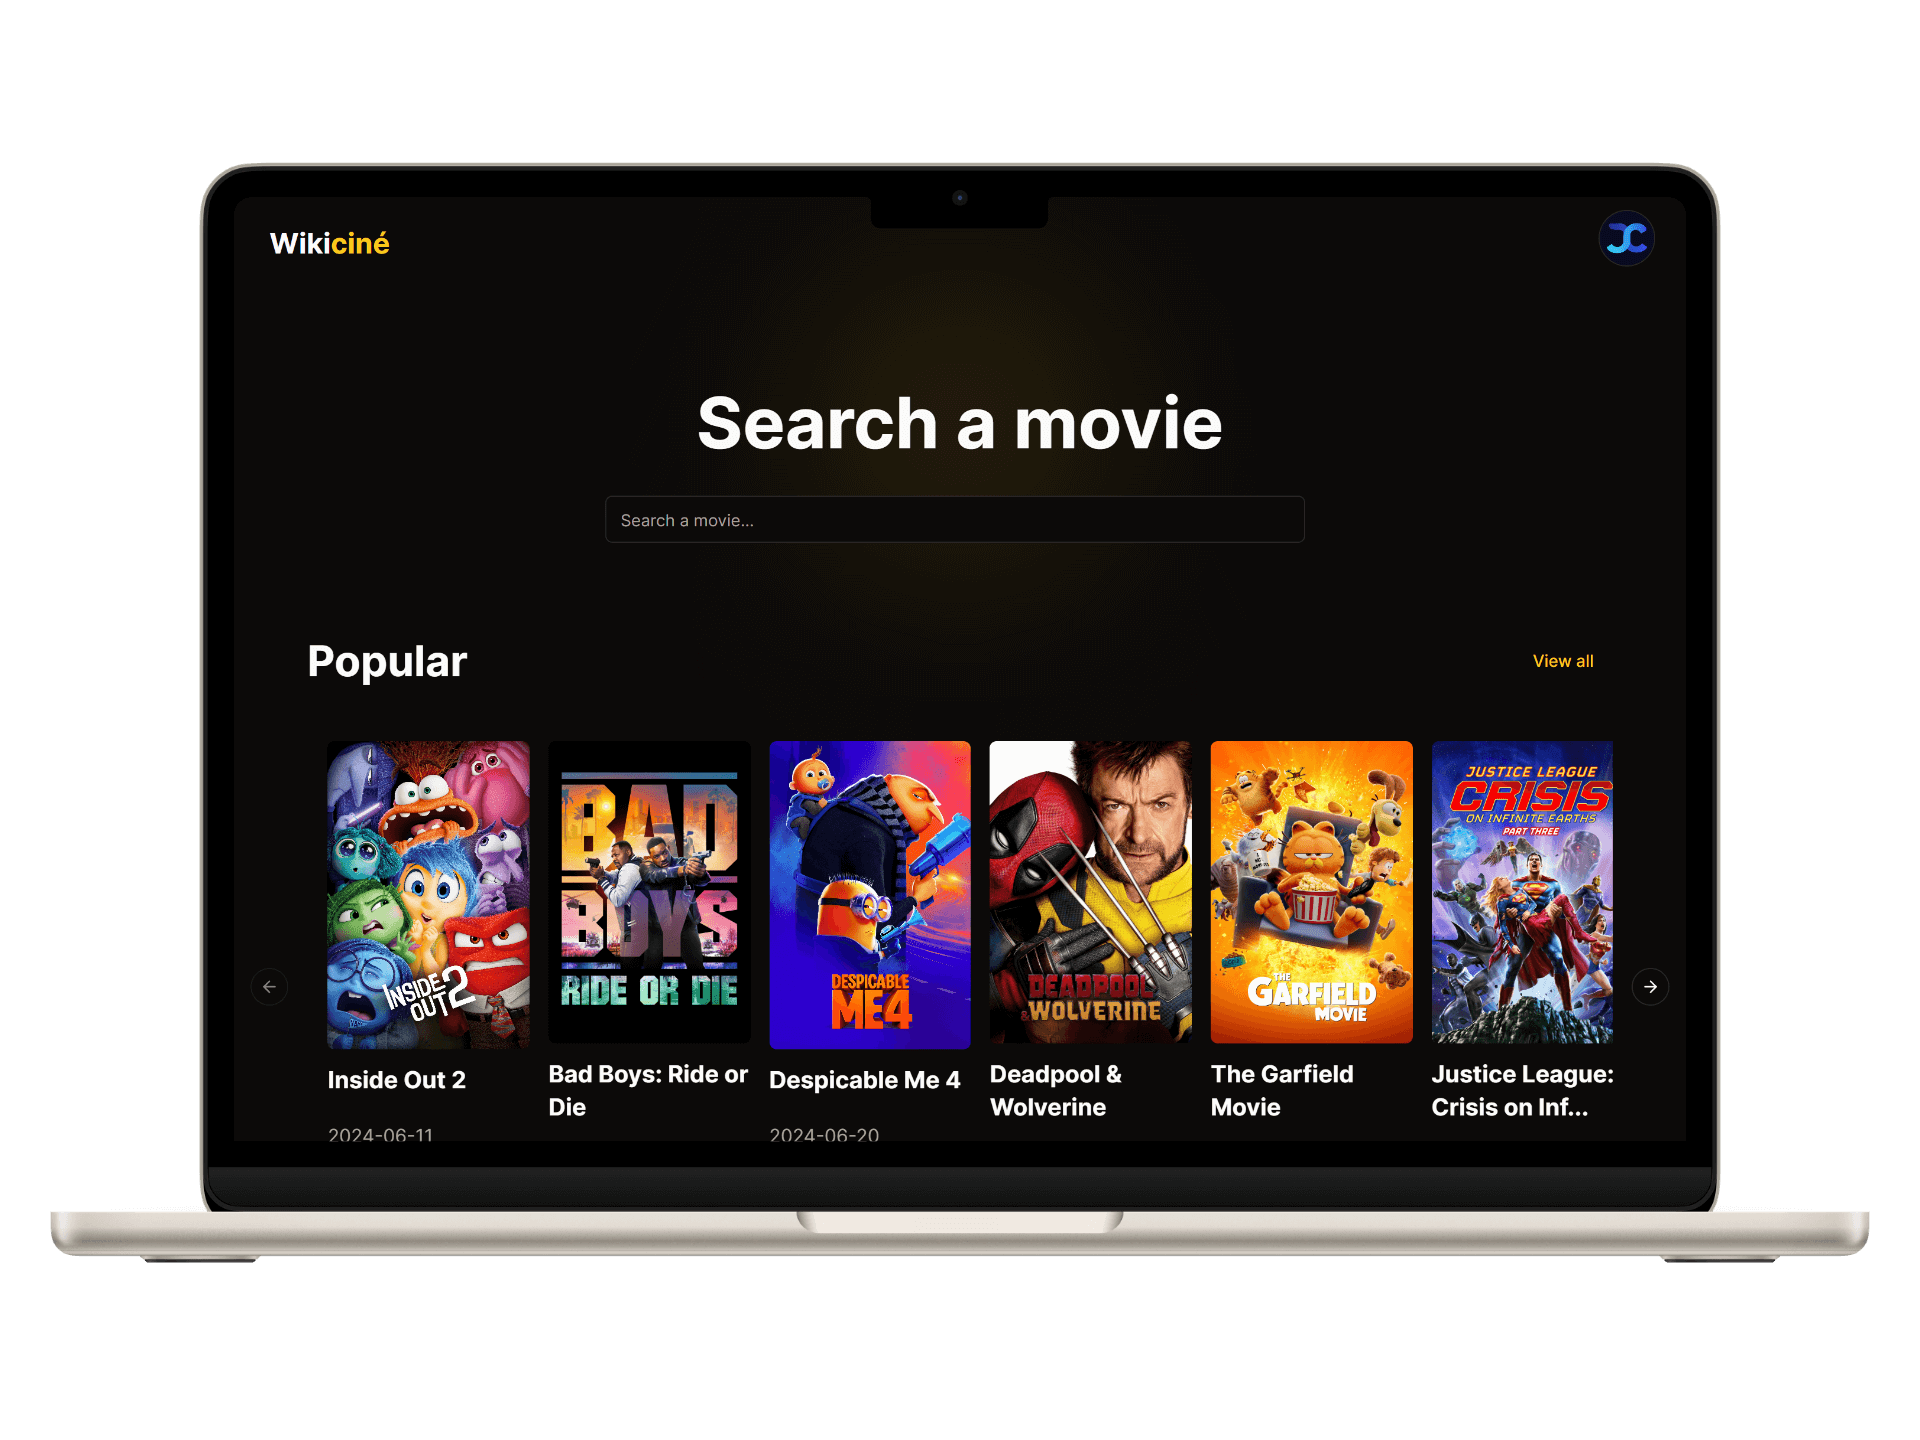 Wikiciné
JC
Search a movie
Search a movie...
Popular
View all
INSIDE
OUT 2
BAD
BOYS
RIDE OR DIE
DESPICABLE
ME 4
DEADPOOL
& WOLVERINE
THE
GARFIELD
MOVIE
JUSTICE LEAGUE
CRISIS
ON INFINITE EARTHS
PART THREE
Inside Out 2
Bad Boys: Ride or
Die
Despicable Me 4
Deadpool &
Wolverine
The Garfield
Movie
Justice League:
Crisis on Inf...
2024-06-11
2024-06-20